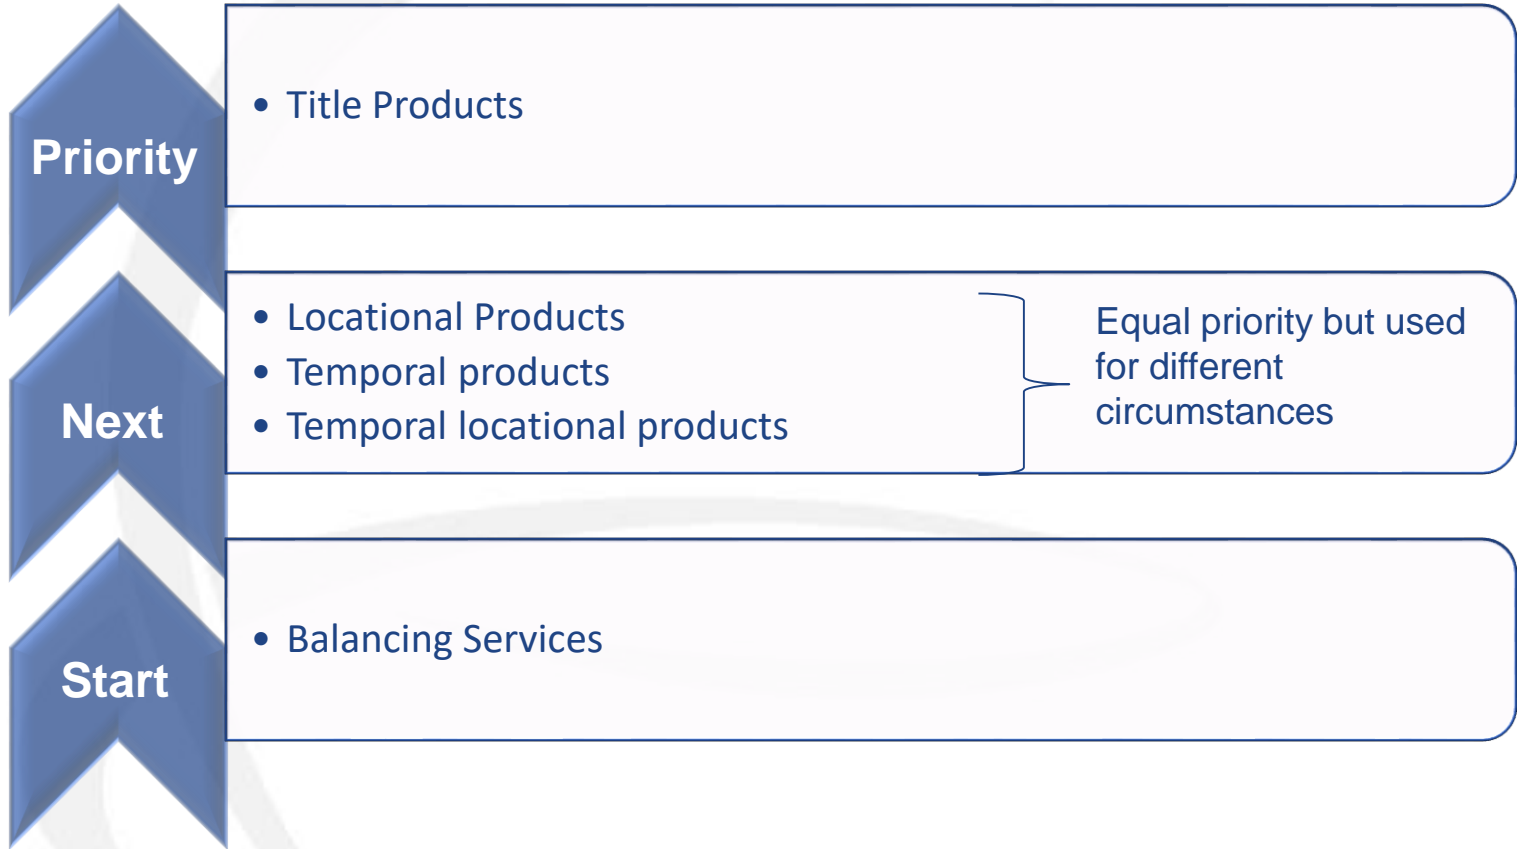 Priority
• Title Products
Next
• Locational Products
• Temporal products
• Temporal locational products
Equal priority but used
for different
circumstances
Start
• Balancing Services